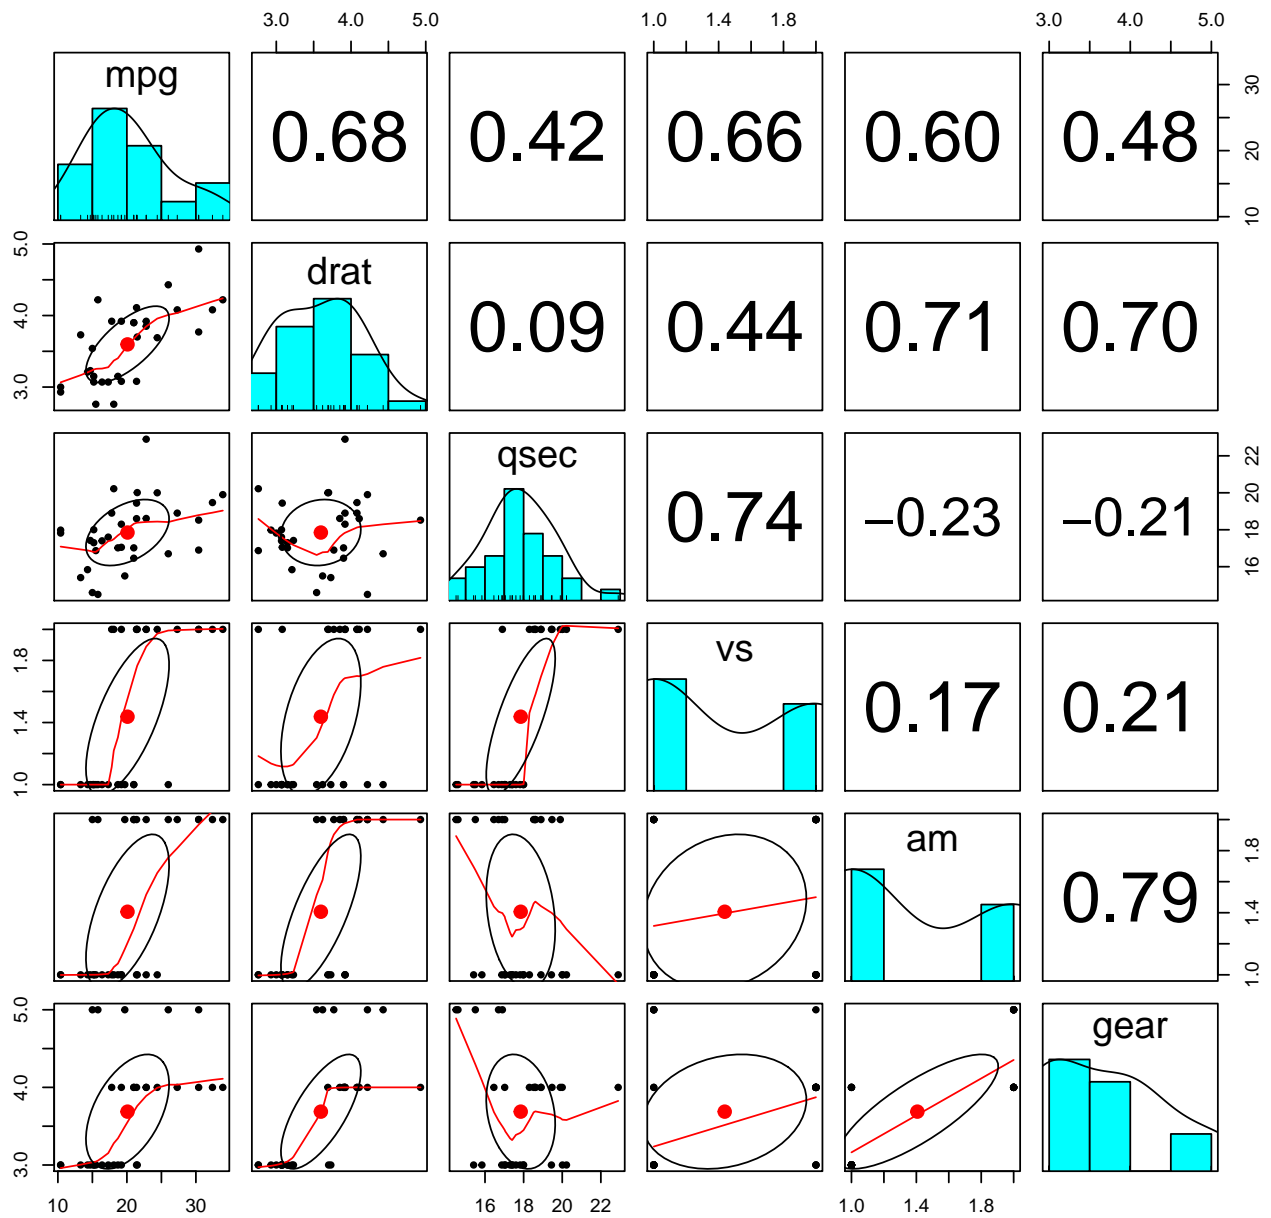 3.0 4.0 5.0 1.0 1.4 1.8 3.0 4.0 5.0
mpg 0.68 0.42 0.66 0.60 0.48 10 20 30
3.0 4.0 5.0 drat 0.09 0.44 0.71 0.70
qsec 0.74 −0.23 −0.21 16 18 20 22
1.0 1.4 1.8 vs 0.17 0.21
am 0.79 1.0 1.4 1.8
3.0 4.0 5.0 gear
10 20 30 16 18 20 22 1.0 1.4 1.8